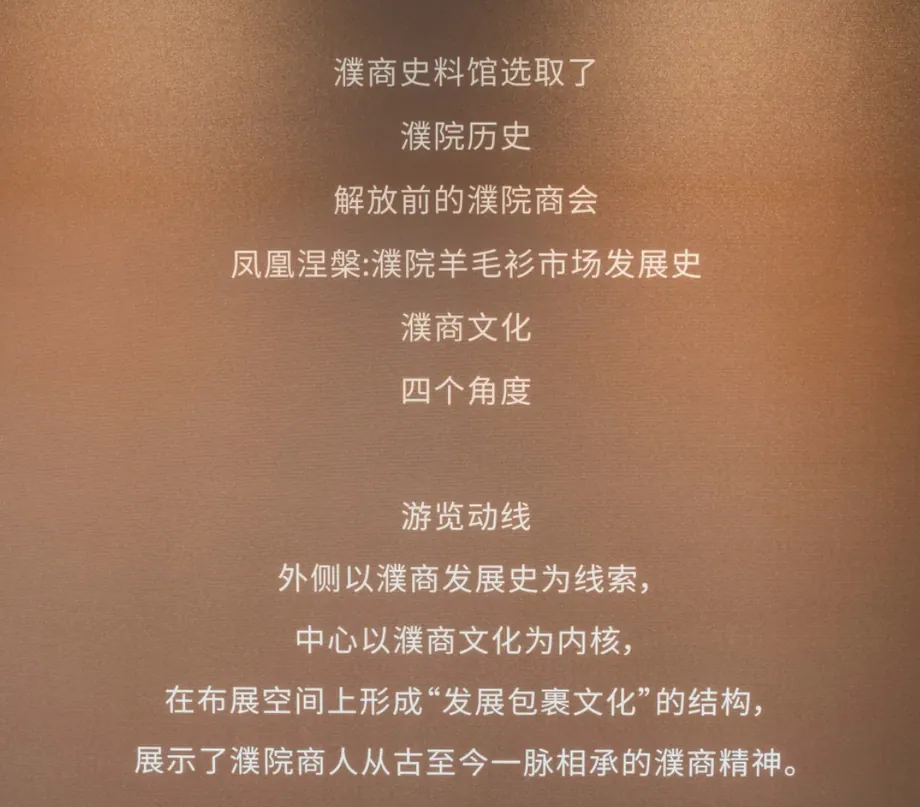 濮商史料馆选取了
濮院历史
解放前的濮院商会
凤凰涅槃:濮院羊毛衫市场发展史
濮商文化
四个角度
游览动线
外侧以濮商发展史为线索，
中心以濮商文化为内核，
在布展空间上形成“发展包裹文化”的结构，
展示了濮院商人从古至今一脉相承的濮商精神。